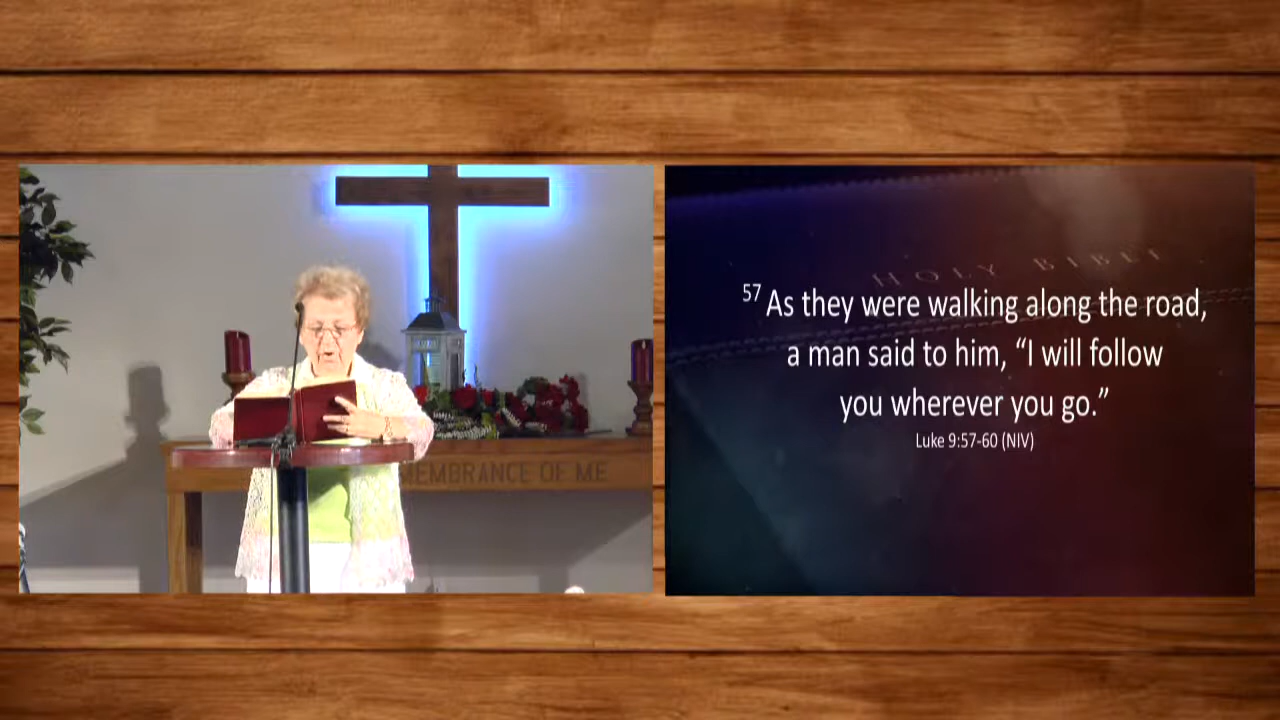 MEMBRANCE OF ME
HOLY BIBLE
57 As they were walking along the road,
a man said to him, “I will follow
you wherever you go.”
Luke 9:57-60 (NIV)